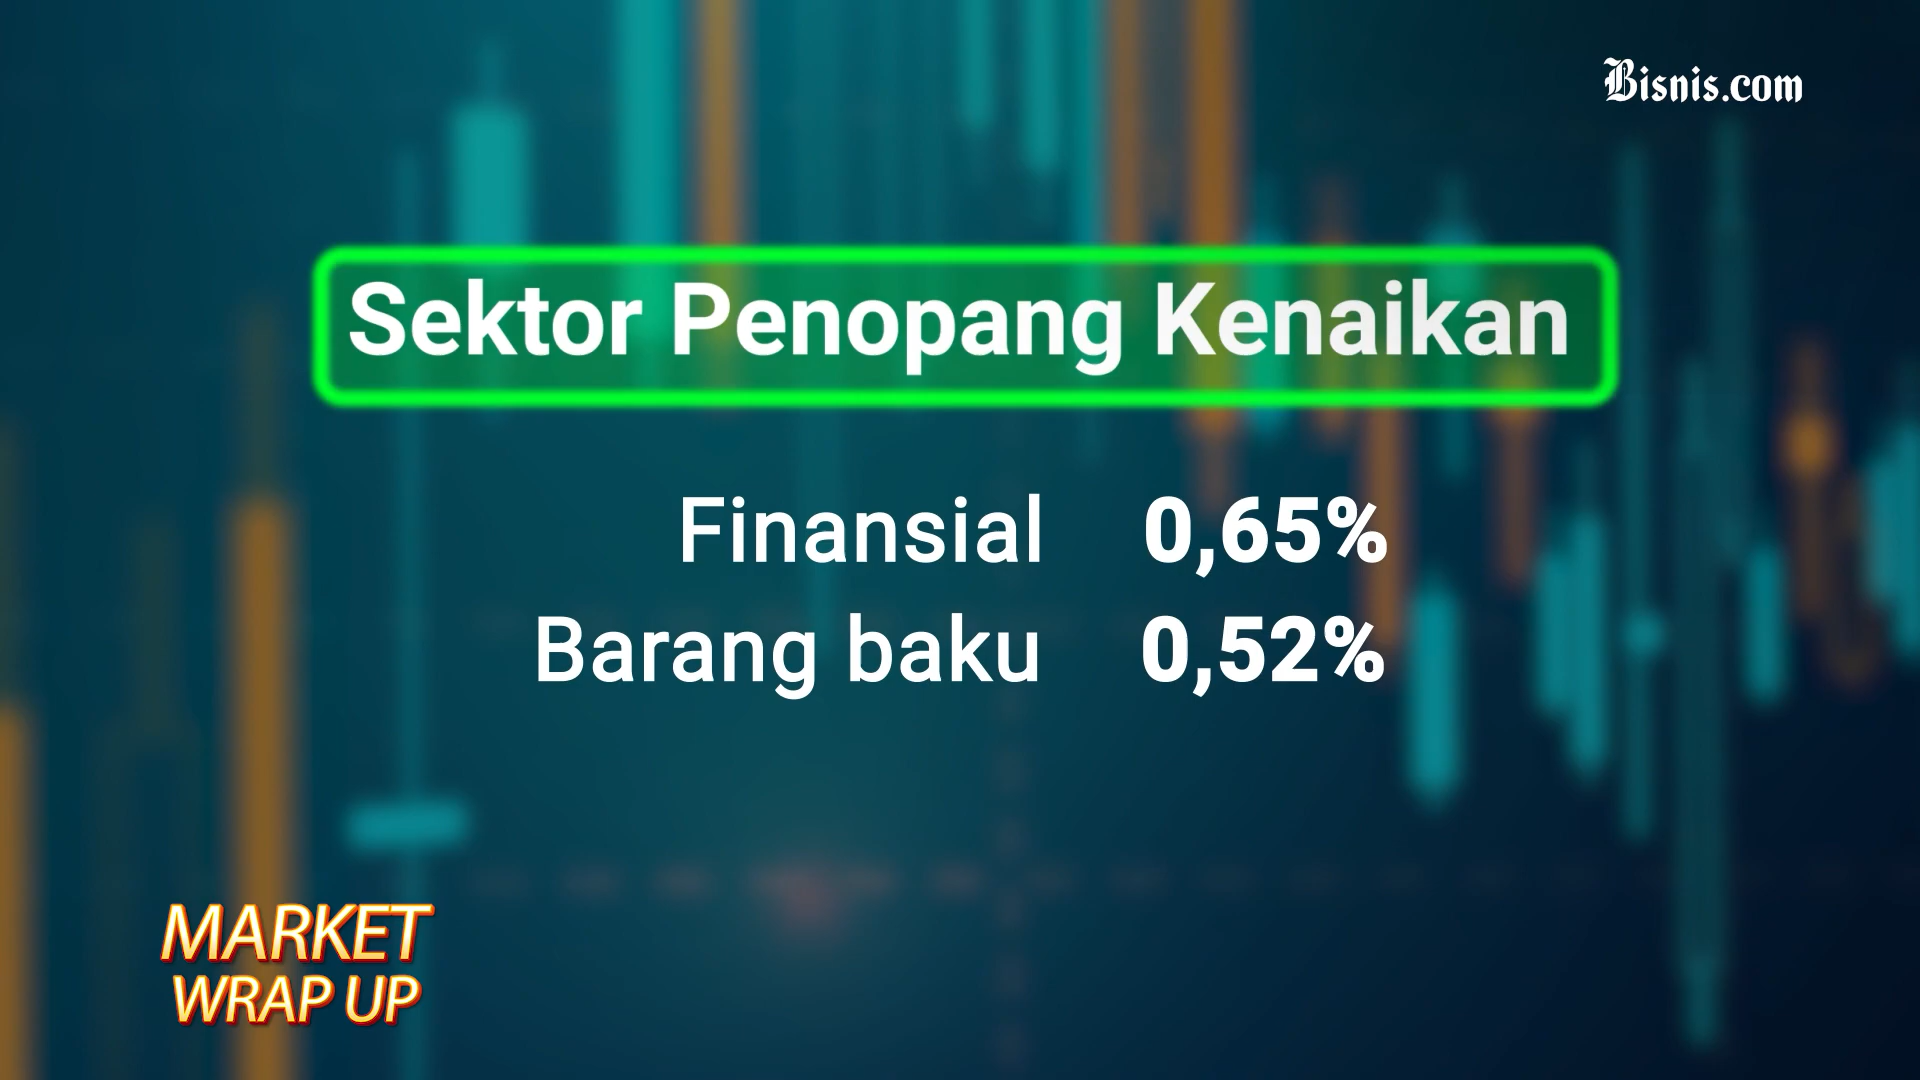 Bisnis.com
Sektor Penopang Kenaikan
Finansial 0,65%
Barang baku 0,52%
MARKET
WRAP UP